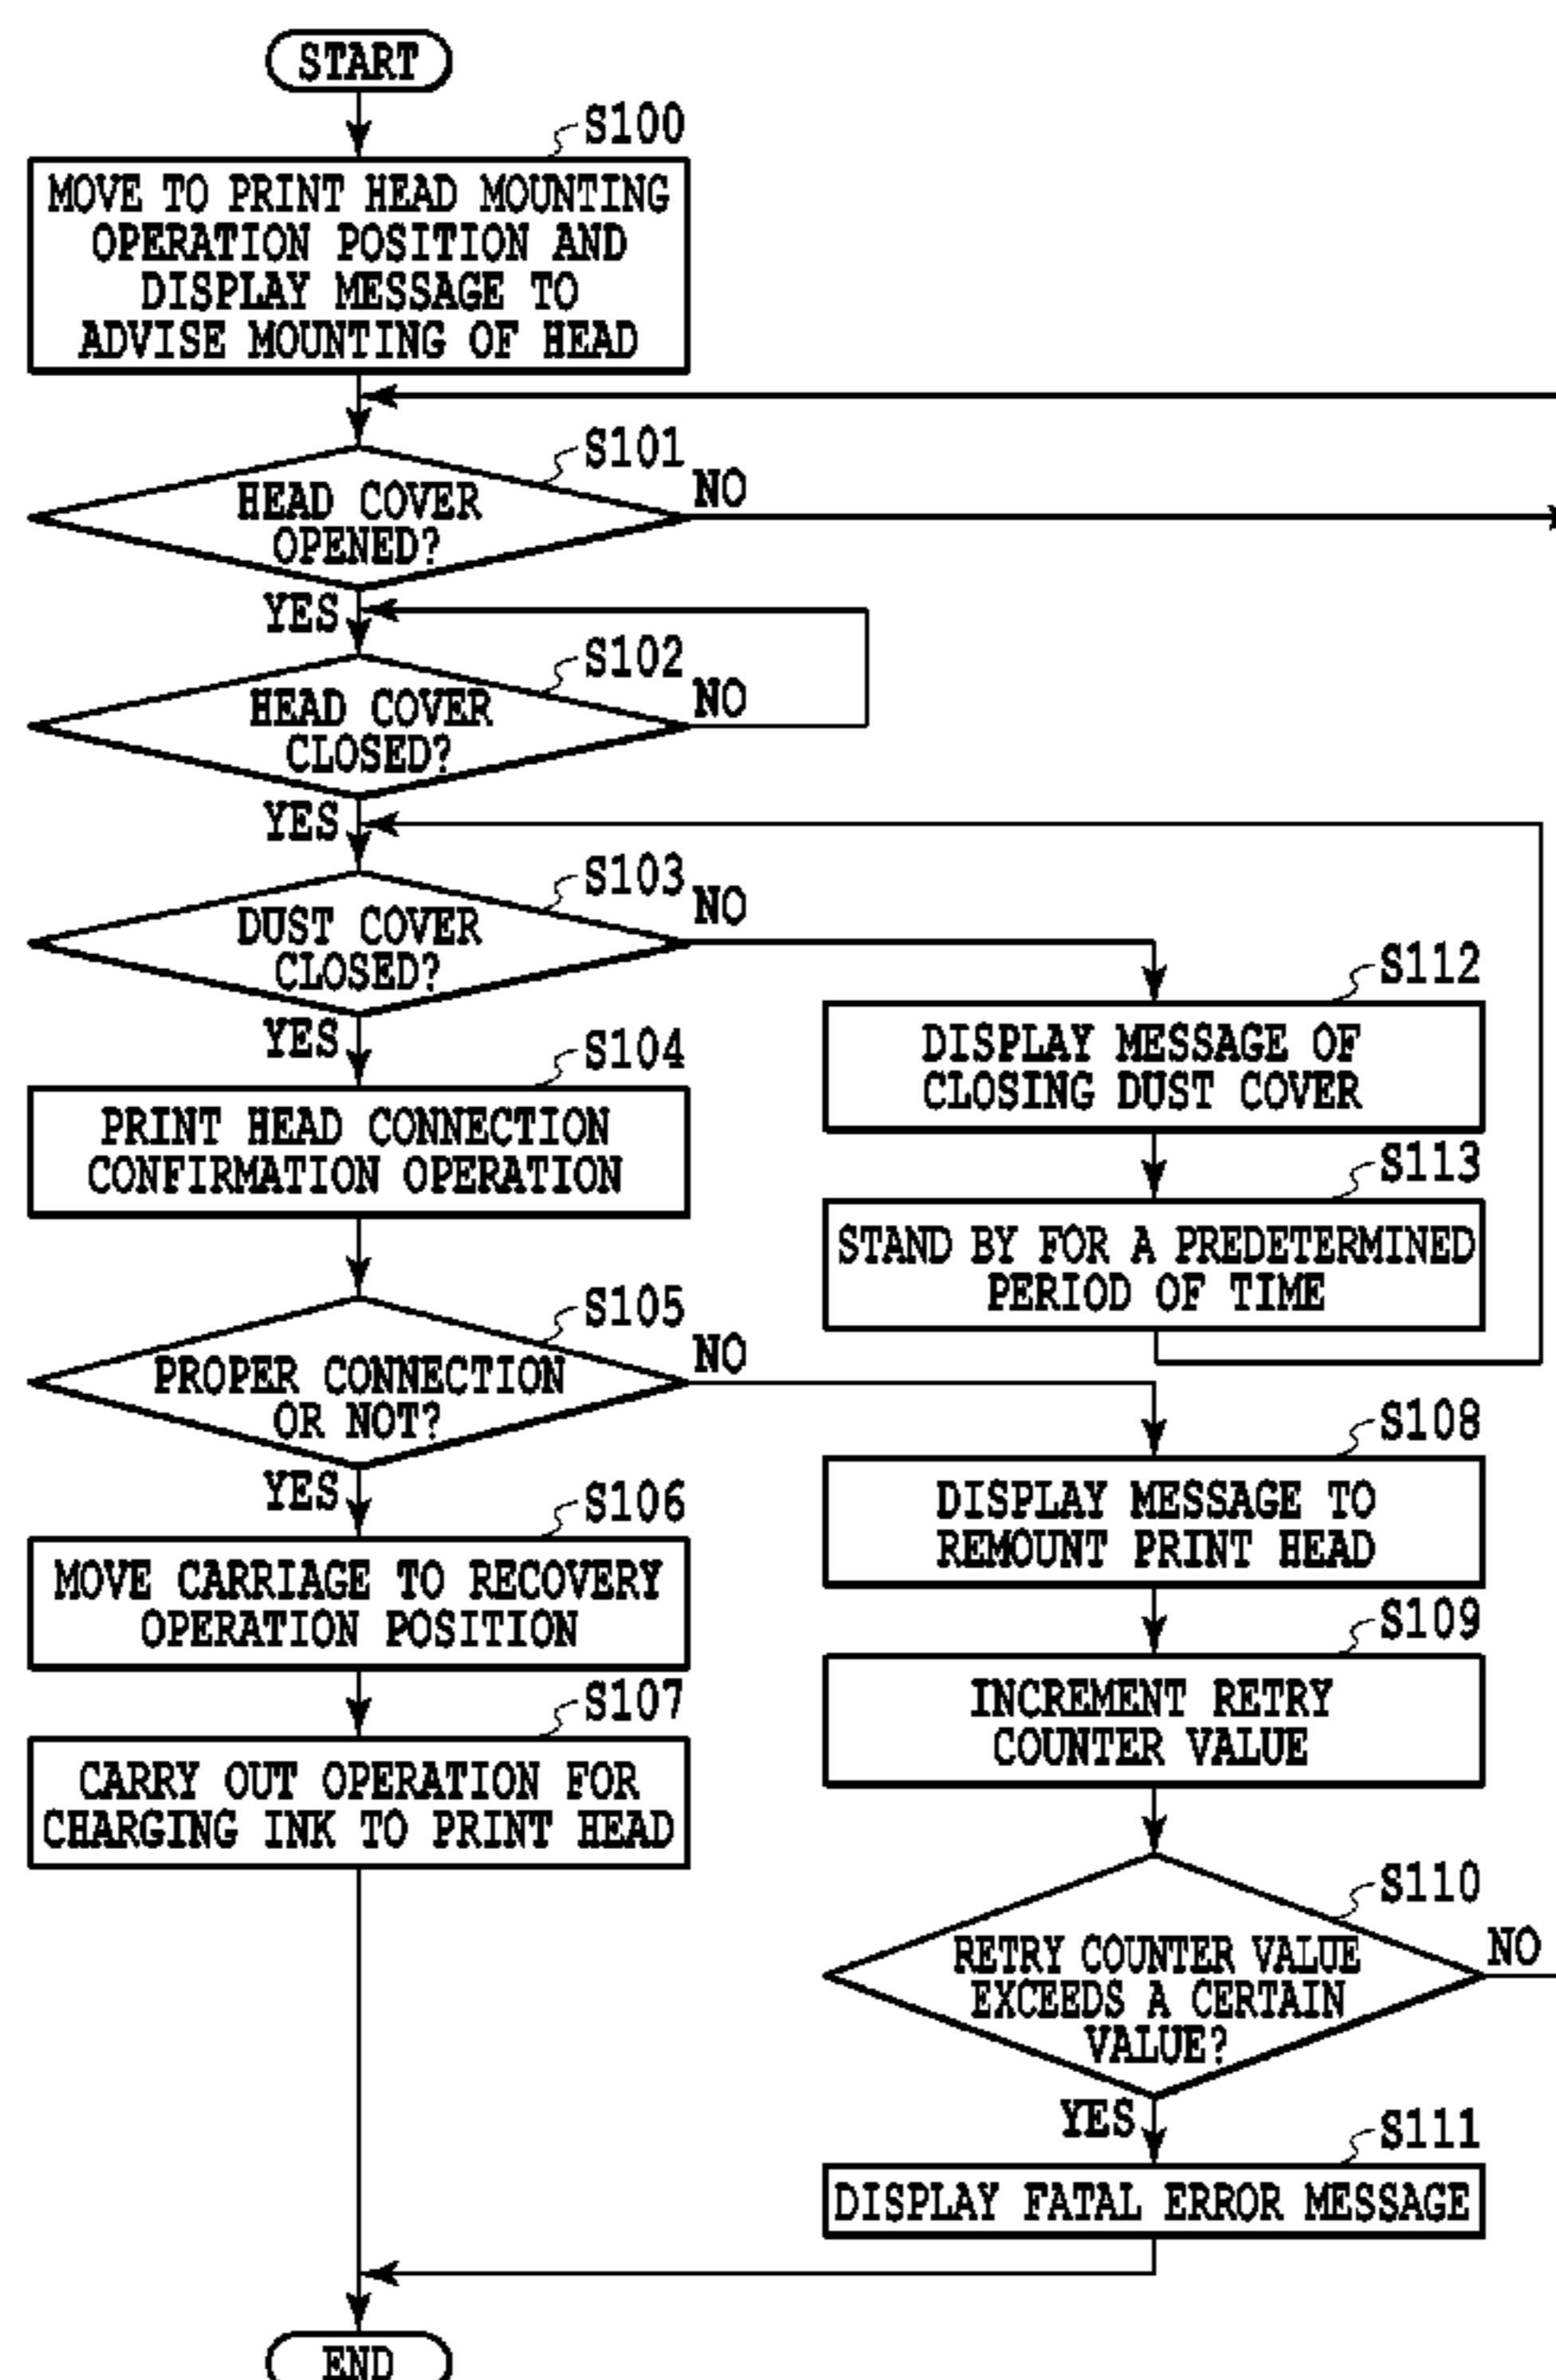 START
S100
MOVE TO PRINT HEAD MOUNTING
OPERATION POSITION AND
DISPLAY MESSAGE TO
ADVISE MOUNTING OF HEAD
S101
HEAD COVER
OPENED?
NO
YES
S102
HEAD COVER
CLOSED?
NO
YES
S103
DUST COVER
CLOSED?
NO
YES
S112
DISPLAY MESSAGE OF
CLOSING DUST COVER
S113
STAND BY FOR A PREDETERMINED
PERIOD OF TIME
S104
PRINT HEAD CONNECTION
CONFIRMATION OPERATION
S105
PROPER CONNECTION
OR NOT?
NO
YES
S106
MOVE CARRIAGE TO RECOVERY
OPERATION POSITION
S107
CARRY OUT OPERATION FOR
CHARGING INK TO PRINT HEAD
S108
DISPLAY MESSAGE TO
REMOUNT PRINT HEAD
S109
INCREMENT RETRY
COUNTER VALUE
S110
RETRY COUNTER VALUE
EXCEEDS A CERTAIN
VALUE?
NO
YES
S111
DISPLAY FATAL ERROR MESSAGE
END